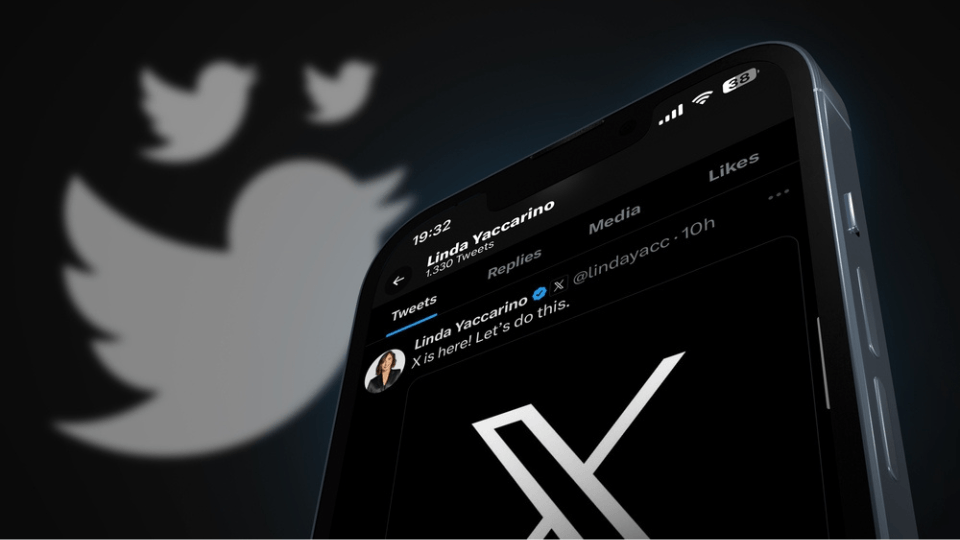 19:32
38
Linda Yaccarino
1.330 Tweets
Tweets Replies Media Likes
Linda Yaccarino @lindayacc · 10h
X is here! Let's do this.
X